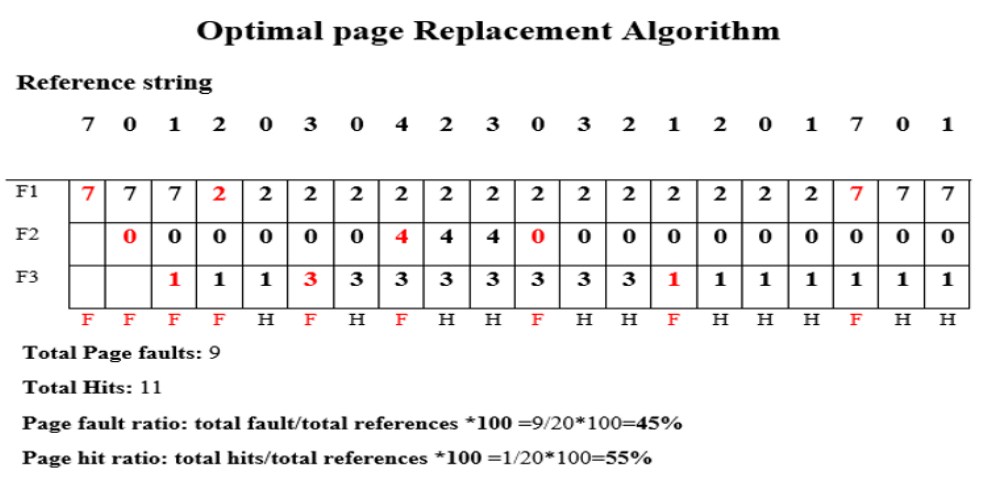 Optimal page Replacement Algorithm
Reference string
7 0 1 2 0 3 0 4 2 3 0 3 2 1 2 0 1 7 0 1
F1 7 7 7 2 2 2 2 2 2 2 2 2 2 2 2 2 2 7 7 7
F2 0 0 0 0 0 0 4 4 4 0 0 0 0 0 0 0 0 0 0
F3 1 1 1 3 3 3 3 3 3 3 3 1 1 1 1 1 1 1
F F F F H F H F H H F H H F H H H F H H
Total Page faults: 9
Total Hits: 11
Page fault ratio: total fault/total references *100 =9/20*100=45%
Page hit ratio: total hits/total references *100 =1/20*100=55%